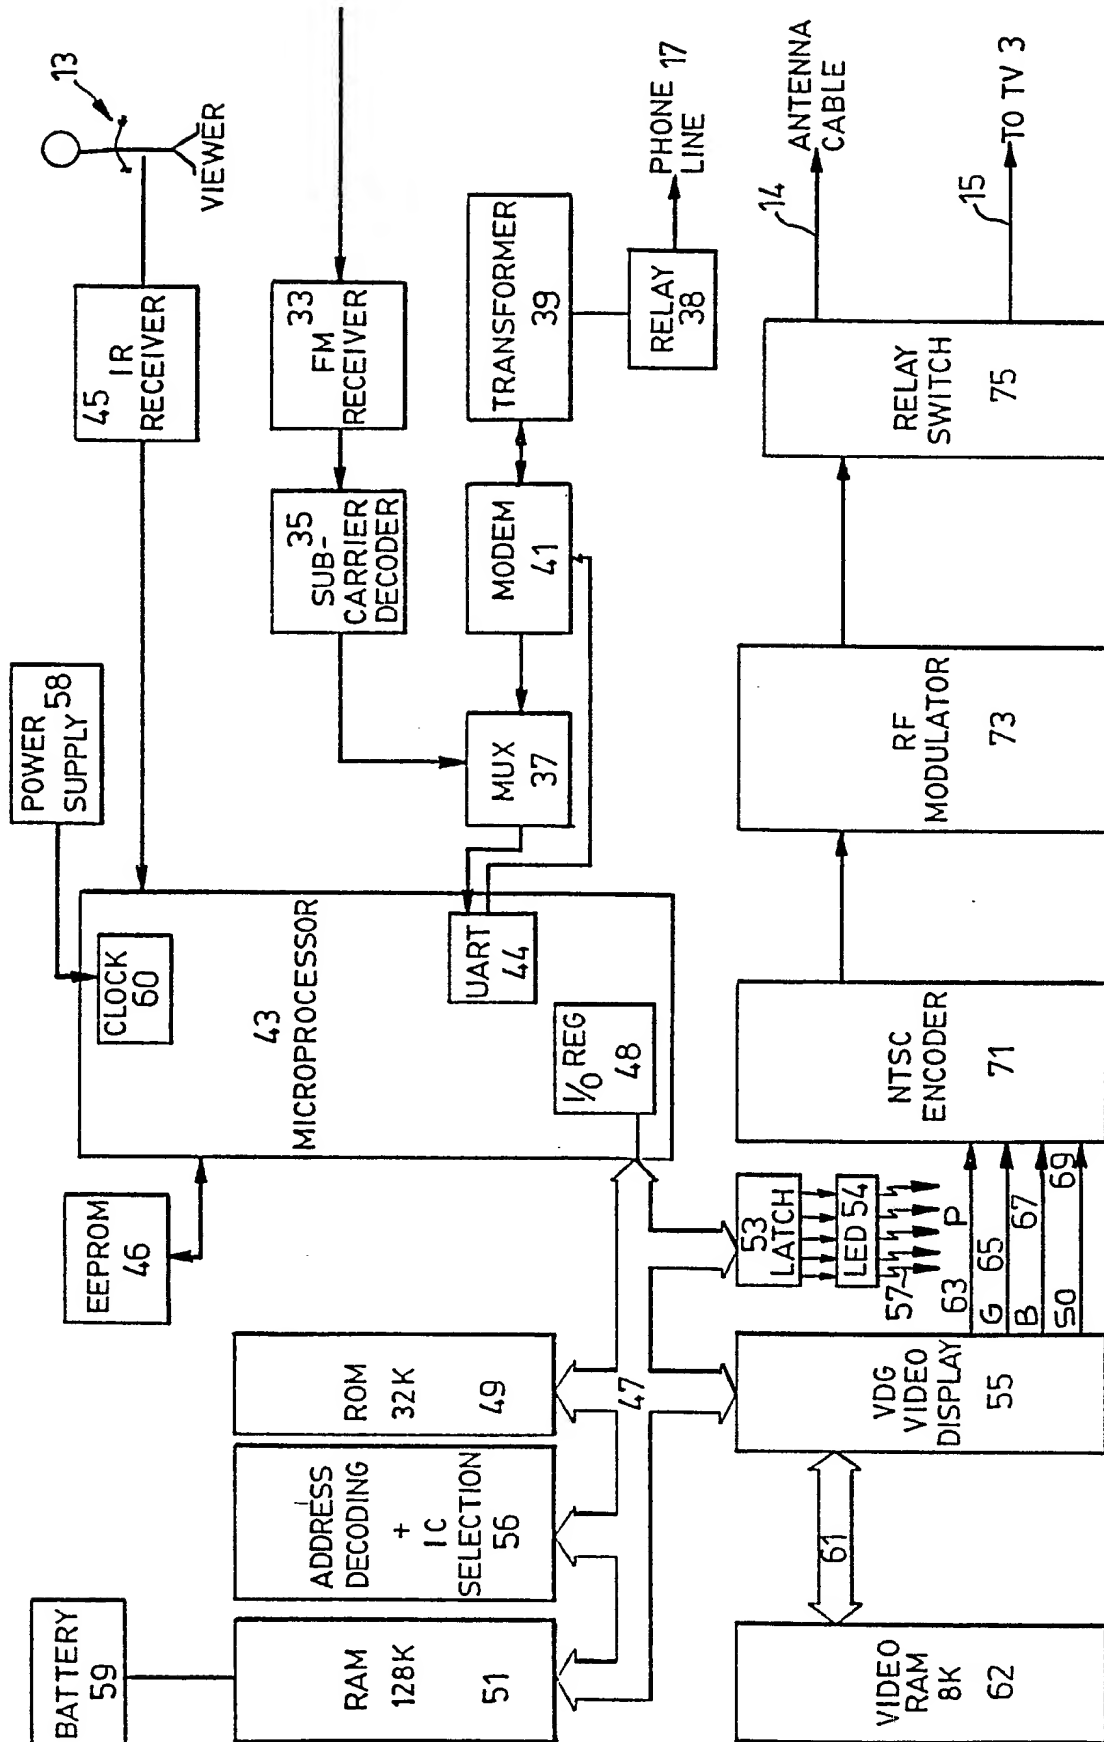 BATTERY
59
RAM
128K
51
ADDRESS
DECODING
+
IC
SELECTION
56
ROM
32K
49
EEPROM
46
43
MICROPROCESSOR
CLOCK
60
UART
44
I/O REG
48
POWER
SUPPLY 58
45 IR
RECEIVER
13
VIEWER
33
FM
RECEIVER
35
SUB-
CARRIER
DECODER
MUX
37
MODEM
41
TRANSFORMER
39
RELAY
38
PHONE 17
LINE
47
53
LATCH
LED 54
57
VIDEO
RAM
8K
62
61
VDG
VIDEO
DISPLAY
55
63 P
G 65
B 67
SO 69
NTSC
ENCODER
71
RF
MODULATOR
73
RELAY
SWITCH
75
14
ANTENNA
CABLE
15
TO TV 3